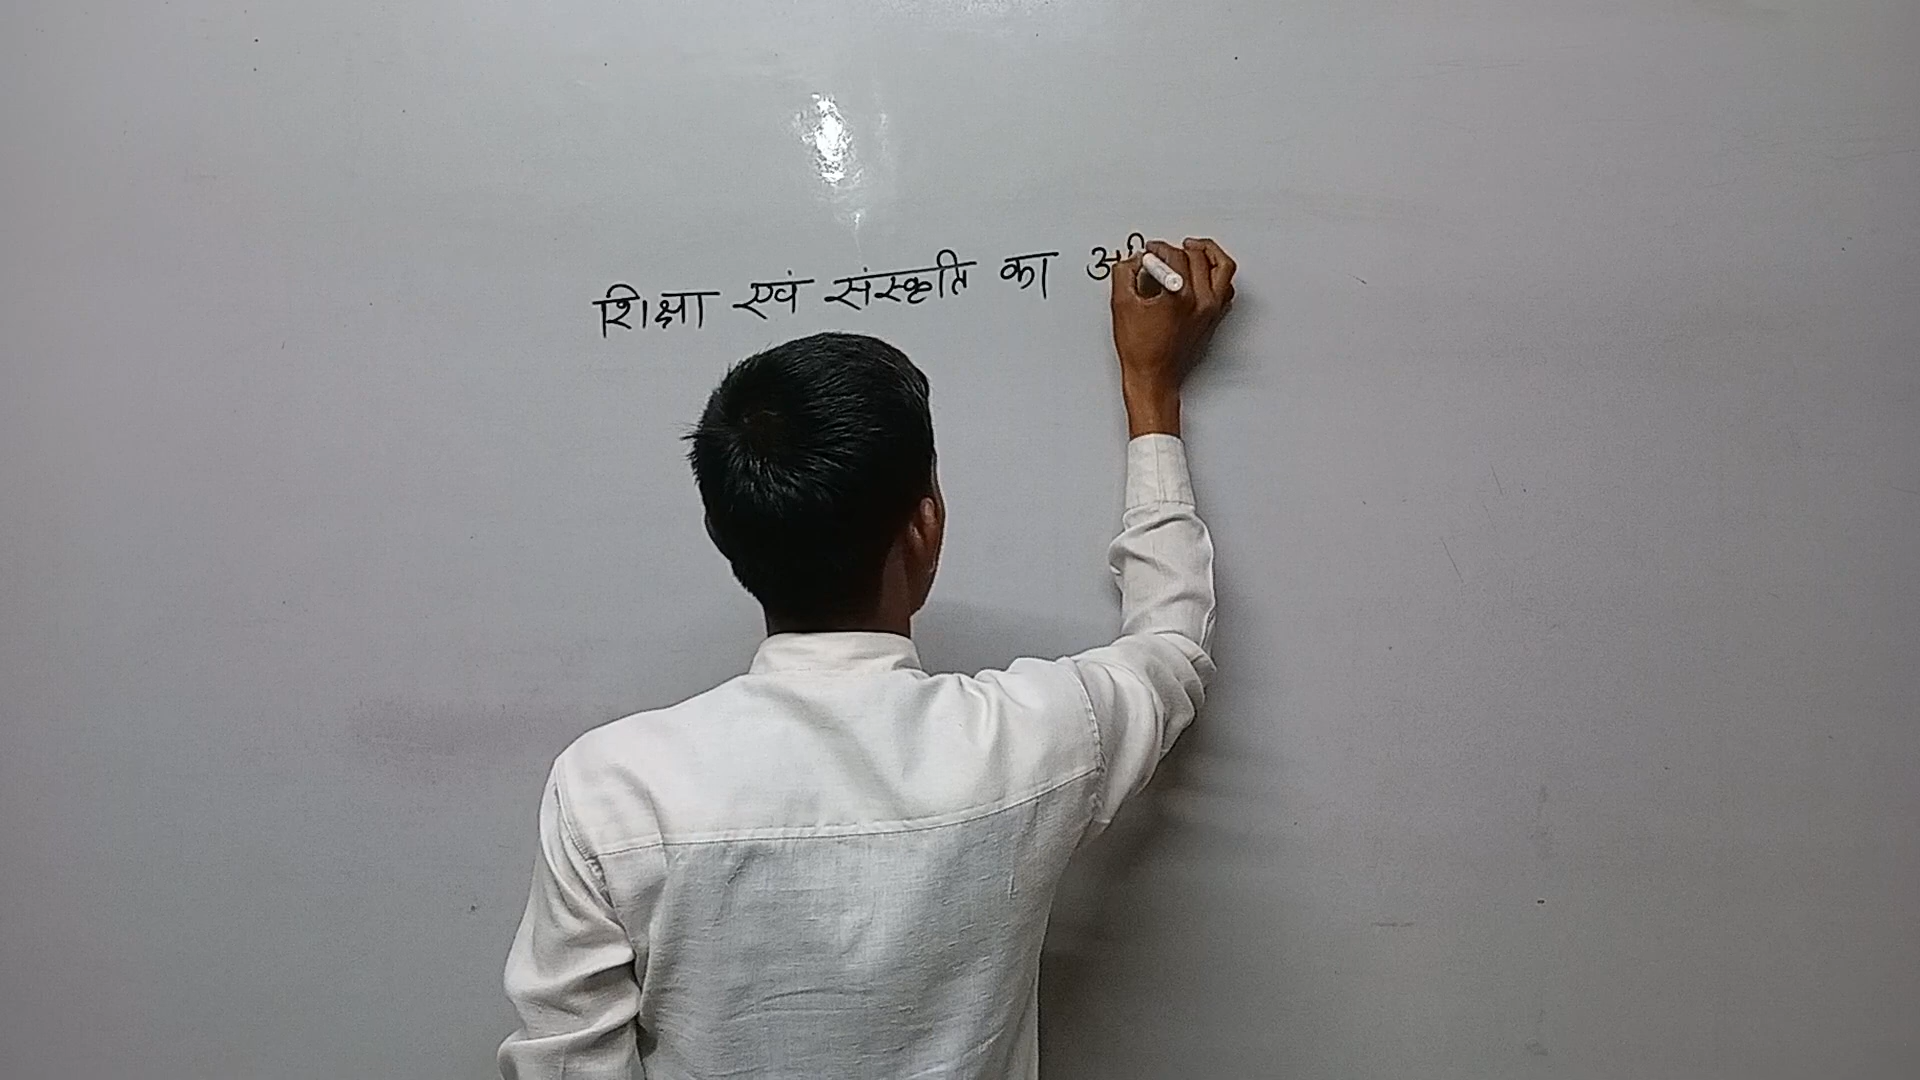 शिक्षा एवं संस्कृति का